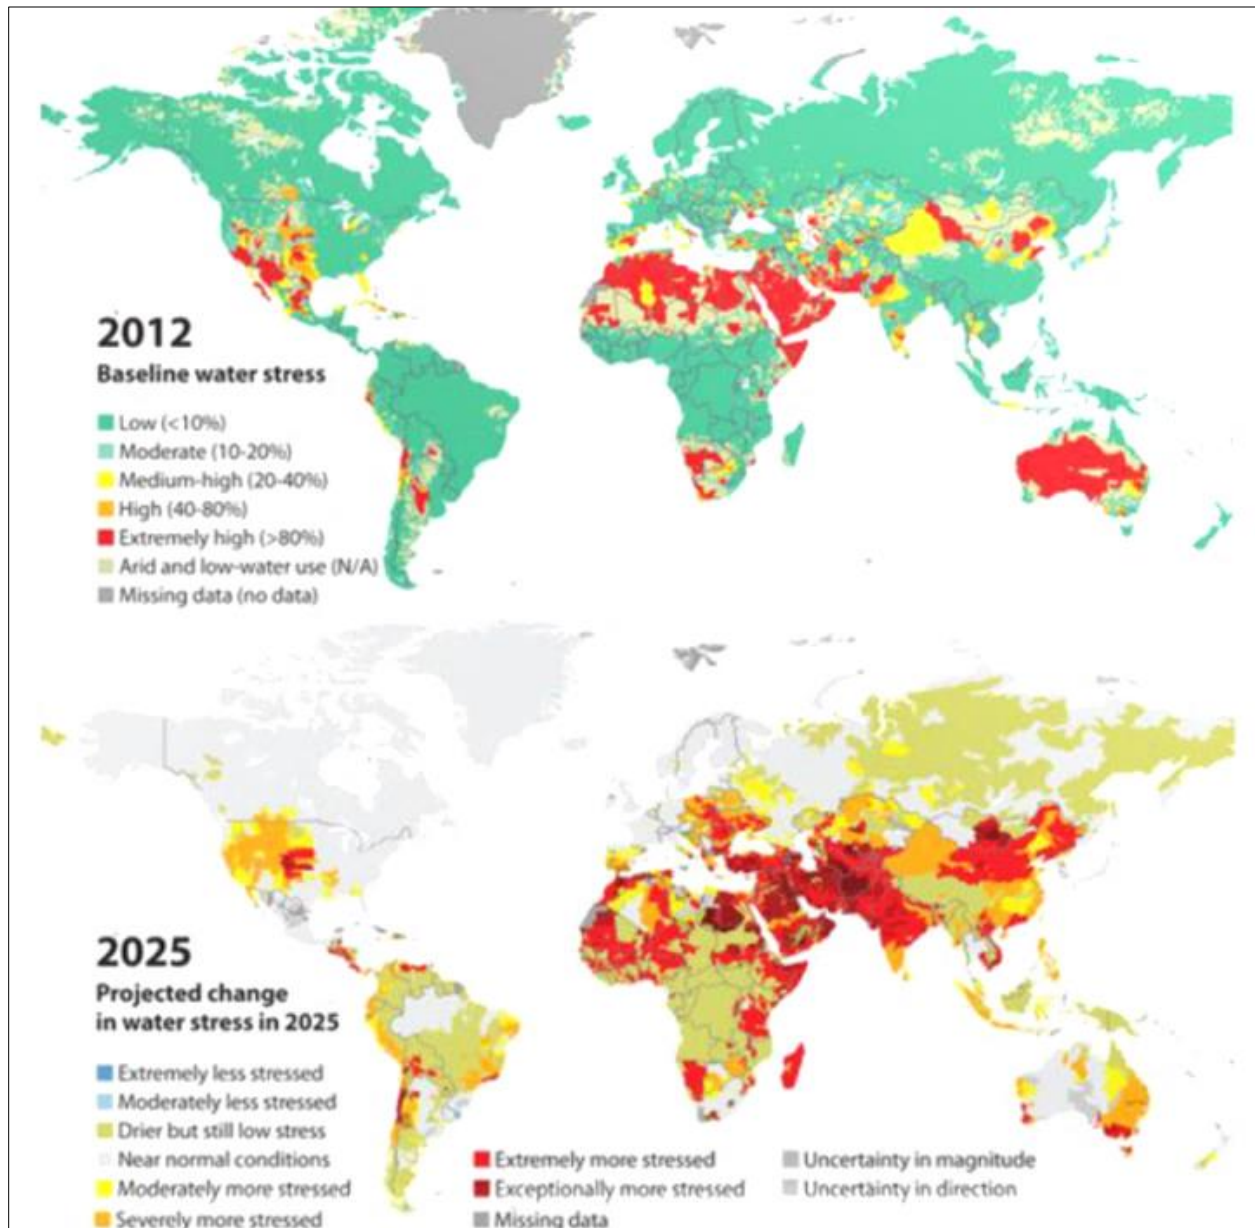 2012
Baseline water stress
Low (<10%)
Moderate (10-20%)
Medium-high (20-40%)
High (40-80%)
Extremely high (>80%)
Arid and low-water use (N/A)
Missing data (no data)
2025
Projected change
in water stress in 2025
Extremely less stressed
Moderately less stressed
Drier but still low stress
Near normal conditions
Moderately more stressed
Severely more stressed
Extremely more stressed
Exceptionally more stressed
Missing data
Uncertainty in magnitude
Uncertainty in direction